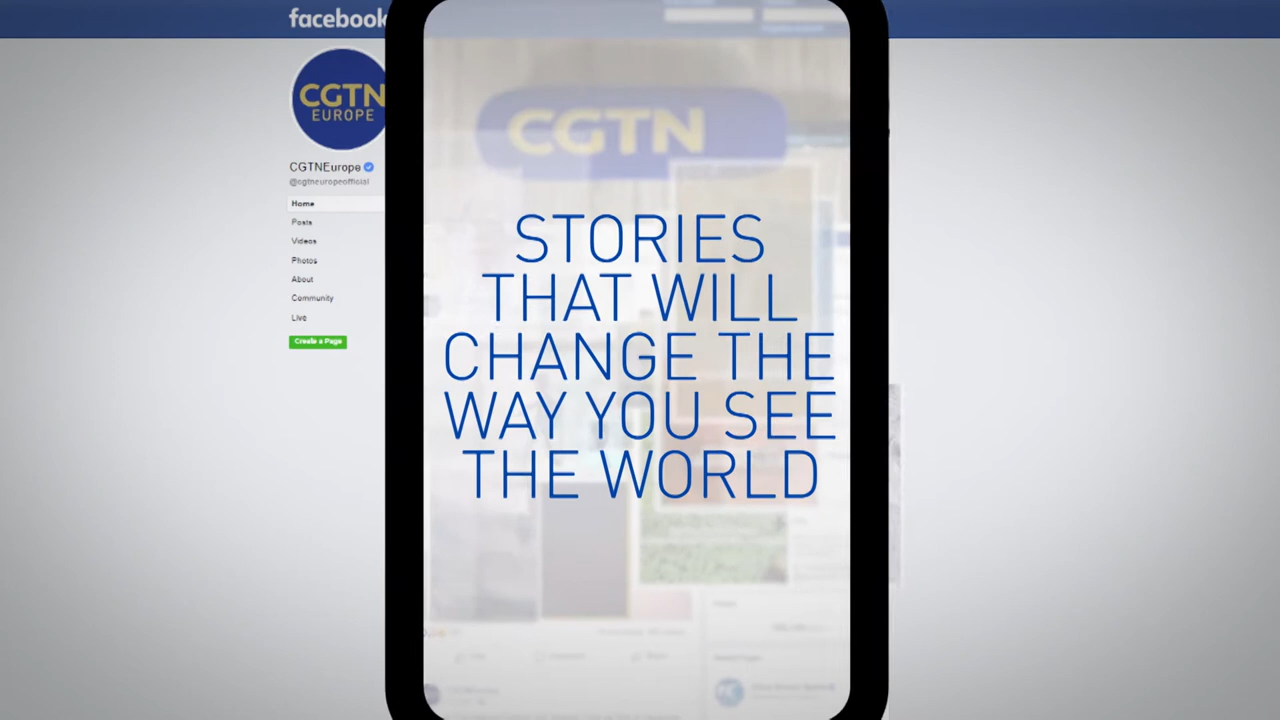 facebook
CGTN
EUROPE
CGTNEurope
@cgtneuropeofficial
Home
Posts
Videos
Photos
About
Community
Live
Create a Page
CGTN
STORIES
THAT WILL
CHANGE THE
WAY YOU SEE
THE WORLD